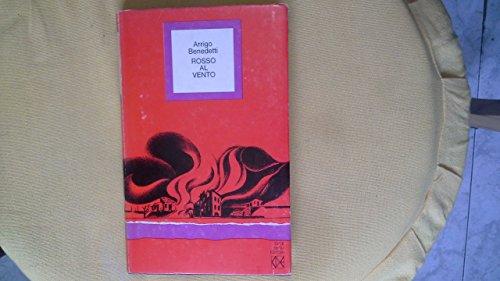 Arrigo
Benedetti
ROSSO
AL
VENTO